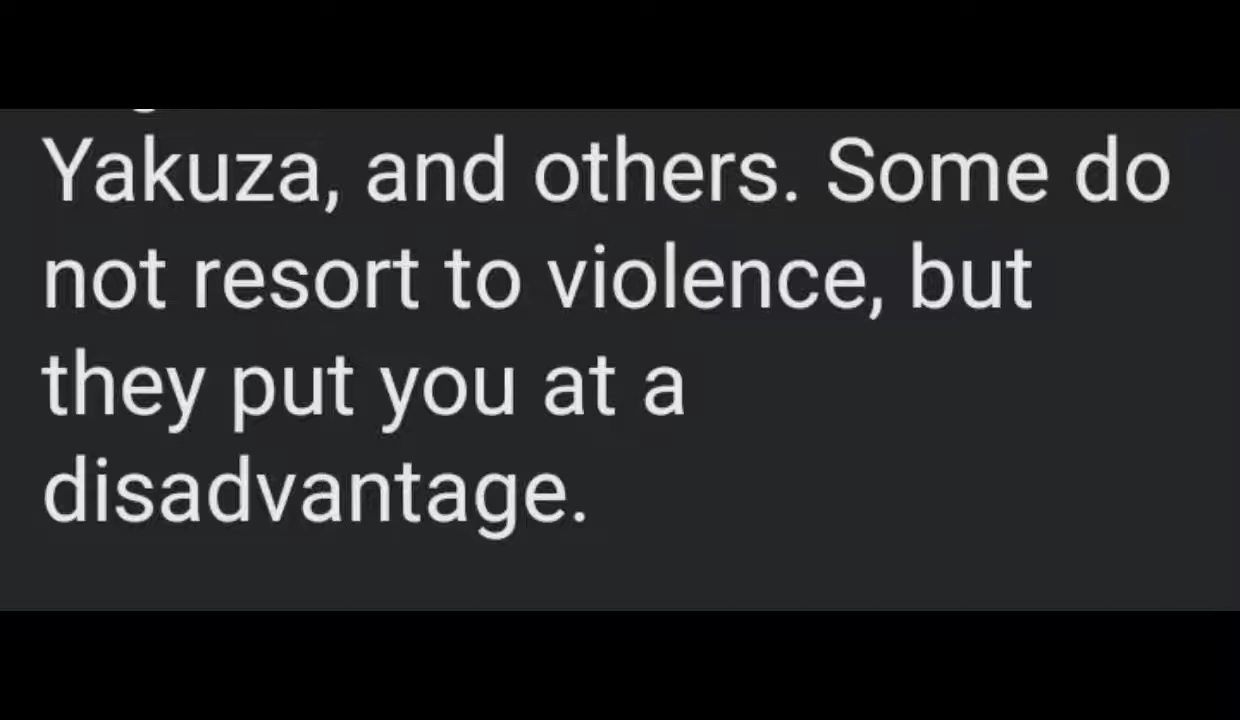 Yakuza, and others. Some do
not resort to violence, but
they put you at a
disadvantage.